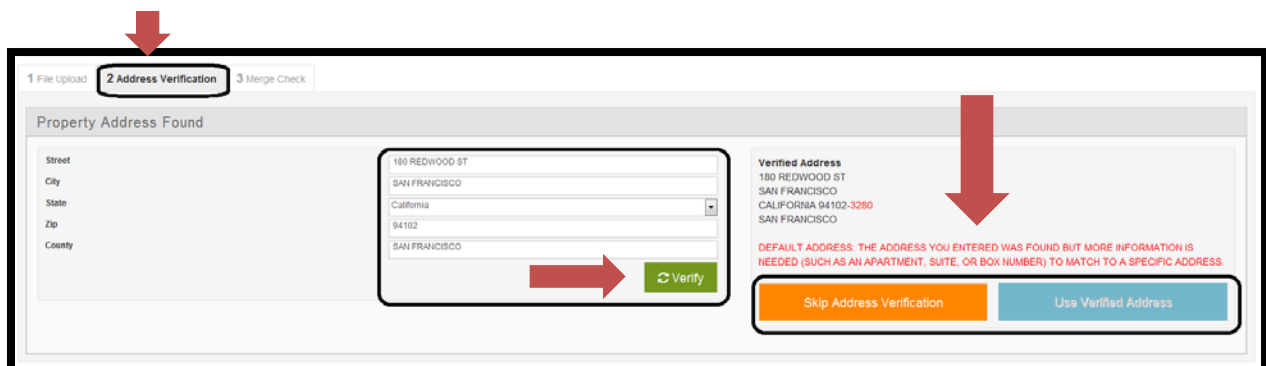 1 File Upload 2 Address Verification 3 Merge Check
Property Address Found
Street 180 REDWOOD ST
City SAN FRANCISCO
State California
Zip 94102
County SAN FRANCISCO
Verify
Verified Address
180 REDWOOD ST
SAN FRANCISCO
CALIFORNIA 94102-3280
SAN FRANCISCO
DEFAULT ADDRESS: THE ADDRESS YOU ENTERED WAS FOUND BUT MORE INFORMATION IS
NEEDED (SUCH AS AN APARTMENT, SUITE, OR BOX NUMBER) TO MATCH TO A SPECIFIC ADDRESS.
Skip Address Verification Use Verified Address